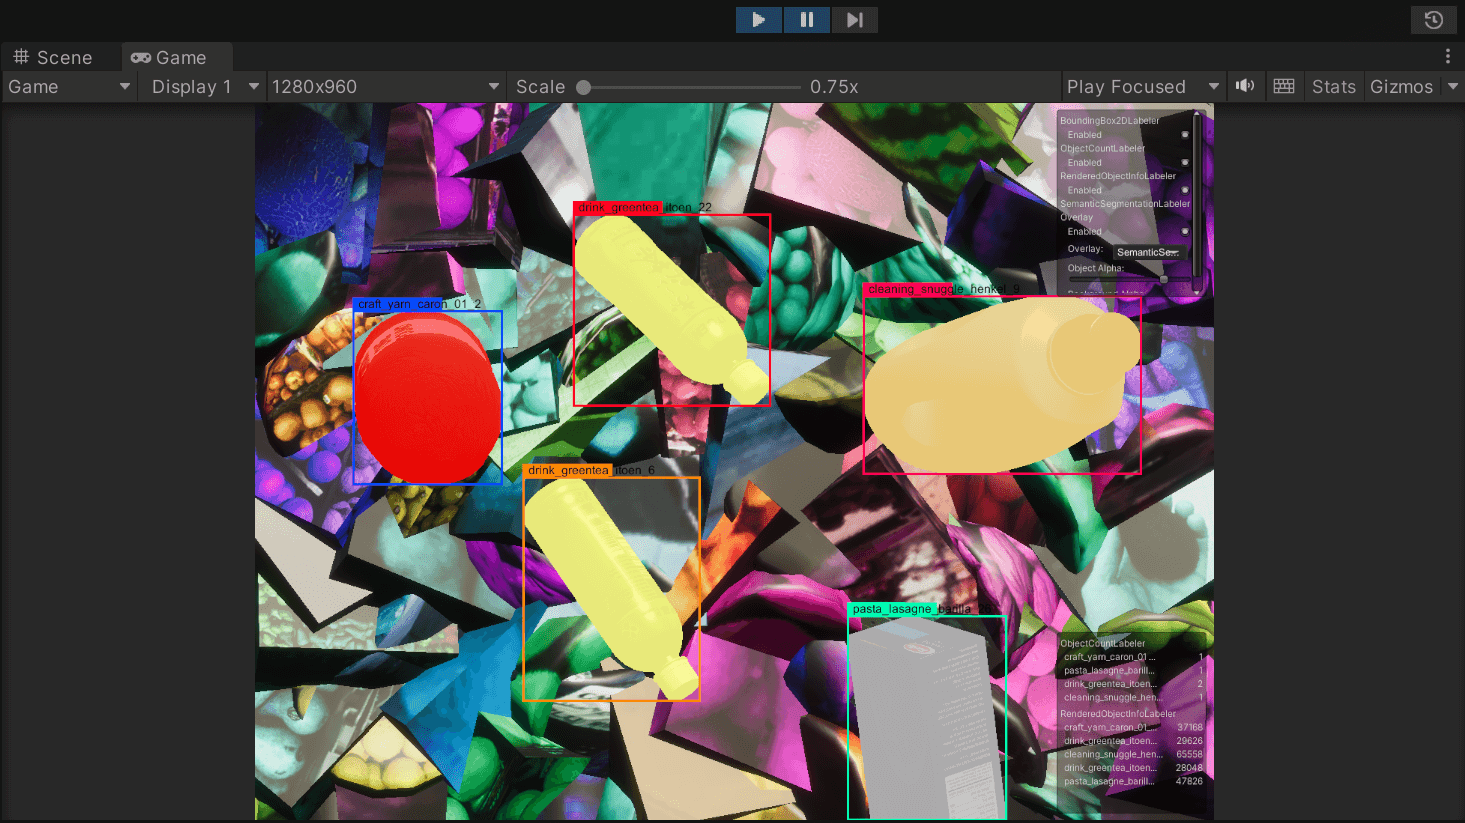 Scene
Game
Game
Display 1
1280x960
Scale
0.75x
Play Focused
Stats
Gizmos
BoundingBox2DLabeler
Enabled
ObjectCountLabeler
Enabled
RenderedObjectInfoLabeler
Enabled
SemanticSegmentationLabeler
Overlay
Enabled
Overlay: SemanticSe...
Object Alpha:
drink_greentea_itoen_22
cleaning_snuggle_henkel_9
craft_yarn_caron_01_2
drink_greentea_itoen_6
pasta_lasagne_barilla_26
ObjectCountLabeler
craft_yarn_caron_01... 1
pasta_lasagne_barill... 1
drink_greentea_itoen... 2
cleaning_snuggle_hen... 1
RenderedObjectInfoLabeler
craft_yarn_caron_01... 37168
drink_greentea_itoen... 29626
cleaning_snuggle_hen... 65558
drink_greentea_itoen... 28048
pasta_lasagne_barill... 47826